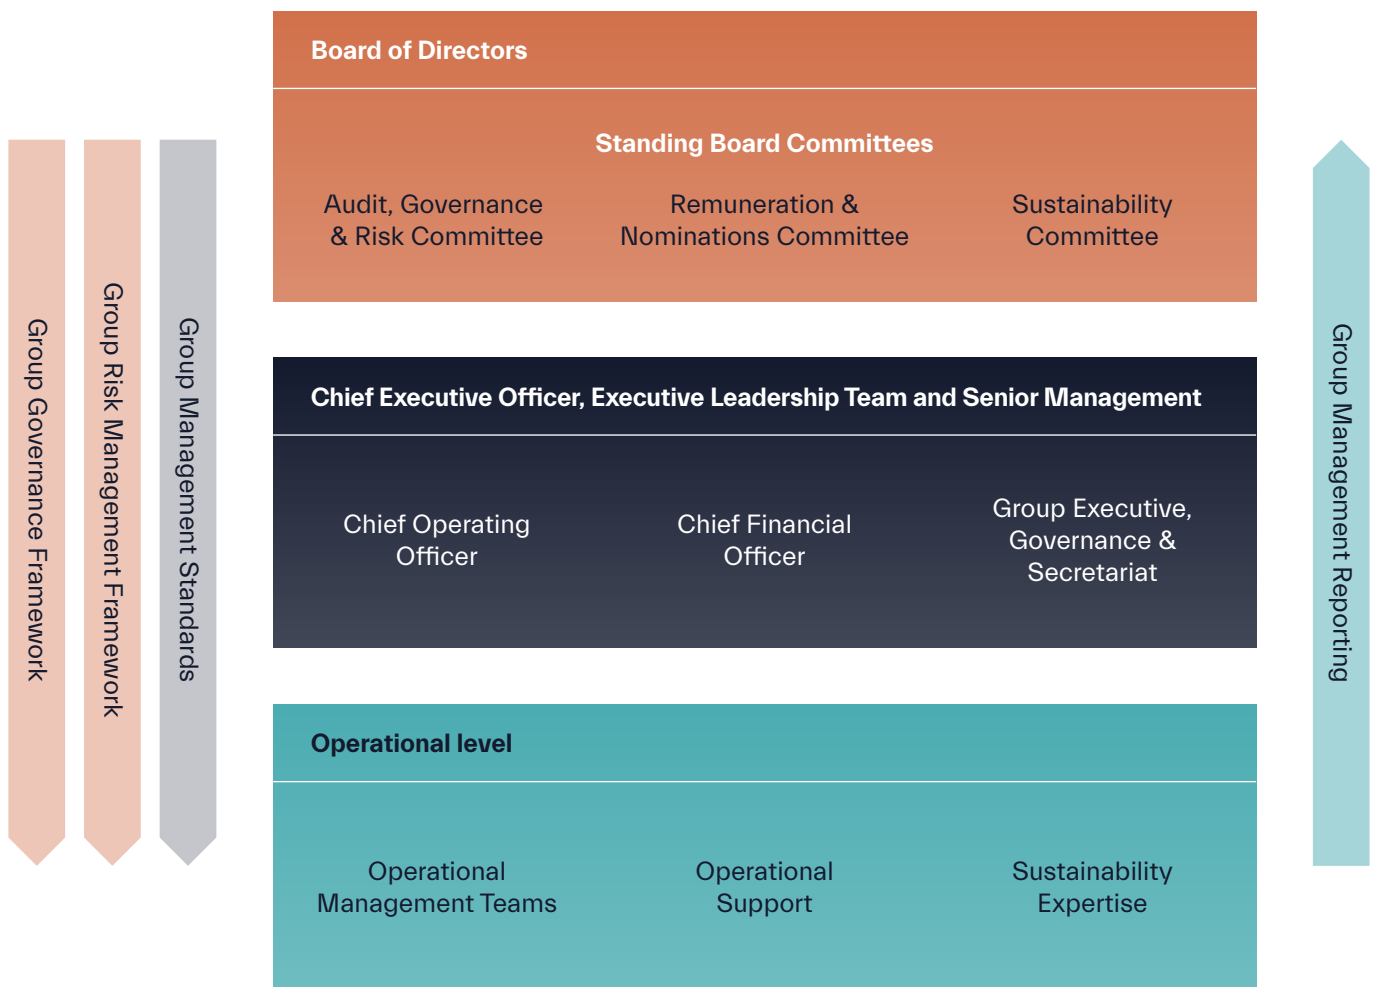 Board of Directors
Standing Board Committees
Audit, Governance
& Risk Committee
Remuneration &
Nominations Committee
Sustainability
Committee
Group Governance Framework
Group Risk Management Framework
Group Management Standards
Chief Executive Officer, Executive Leadership Team and Senior Management
Chief Operating
Officer
Chief Financial
Officer
Group Executive,
Governance &
Secretariat
Group Management Reporting
Operational level
Operational
Management Teams
Operational
Support
Sustainability
Expertise